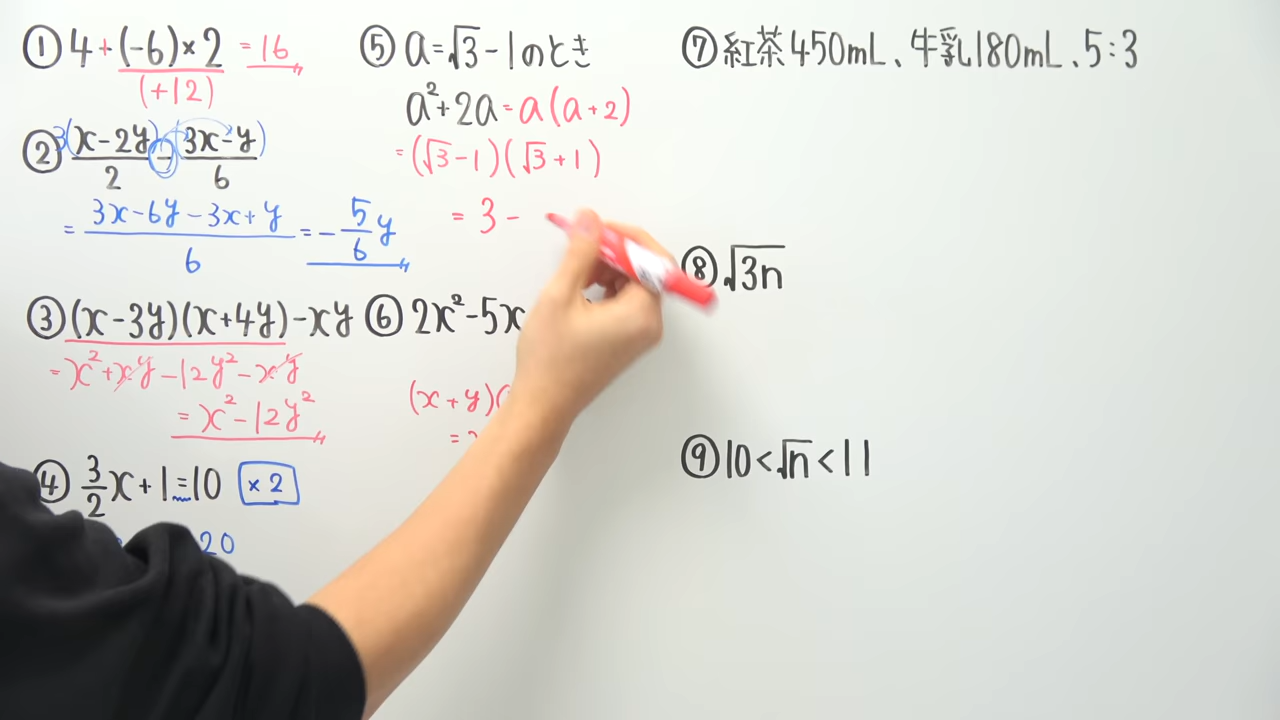 ① 4+(-6)×2 =16
(+12)
② 3(x-2y)/2 - (3x-y)/6
= (3x-6y-3x+y)/6 = -5/6 y
③ (x-3y)(x+4y)-xy
= x²+xy-12y²-xy
= x²-12y²
④ 3/2 x+1=10 ×2
20
⑤ a=√3-1のとき
a²+2a=a(a+2)
=(√3-1)(√3+1)
= 3-
⑥ 2x²-5x
(x+y)(
=
⑦ 紅茶450mL、牛乳180mL、5:3
⑧ √3n
⑨ 10<√n<11